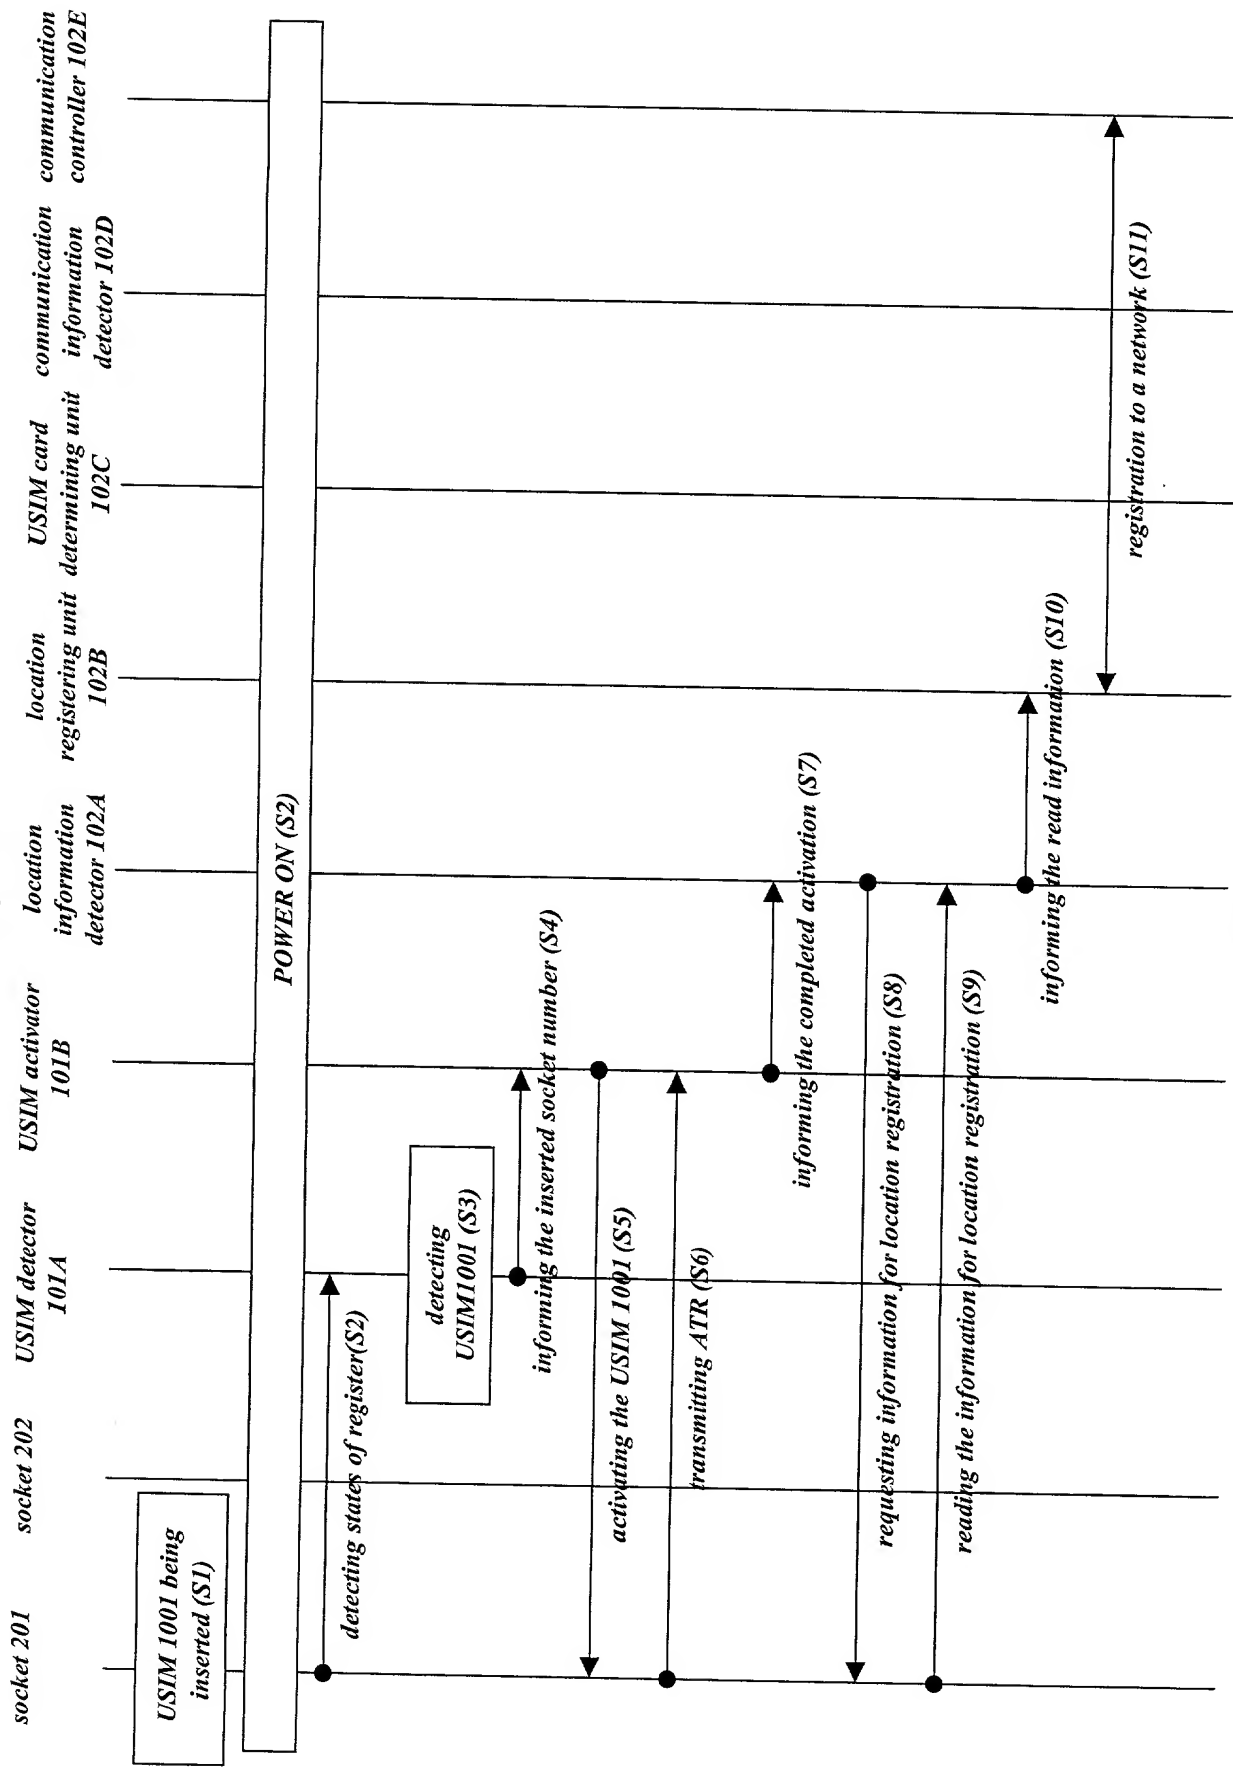 socket 201
socket 202
USIM detector
101A
USIM activator
101B
location
information
detector 102A
location
registering unit
102B
USIM card
determining unit
102C
communication
information
detector 102D
communication
controller 102E
USIM 1001 being
inserted (S1)
POWER ON (S2)
detecting states of register(S2)
detecting
USIM1001 (S3)
informing the inserted socket number (S4)
activating the USIM 1001 (S5)
transmitting ATR (S6)
informing the completed activation (S7)
requesting information for location registration (S8)
reading the information for location registration (S9)
informing the read information (S10)
registration to a network (S11)